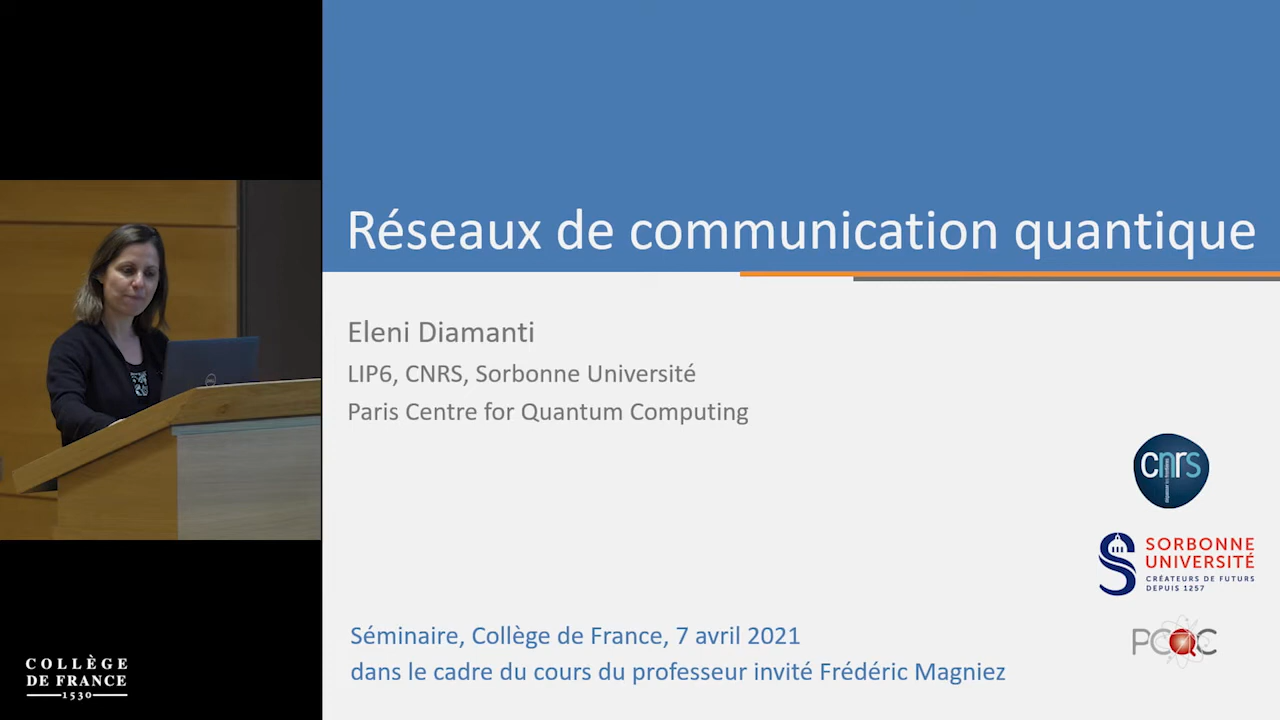 Réseaux de communication quantique
Eleni Diamanti
LIP6, CNRS, Sorbonne Université
Paris Centre for Quantum Computing
cnrs
SORBONNE
UNIVERSITÉ
CRÉATEURS DE FUTURS
DEPUIS 1257
PCQC
Séminaire, Collège de France, 7 avril 2021
dans le cadre du cours du professeur invité Frédéric Magniez
COLLÈGE
DE FRANCE
1530